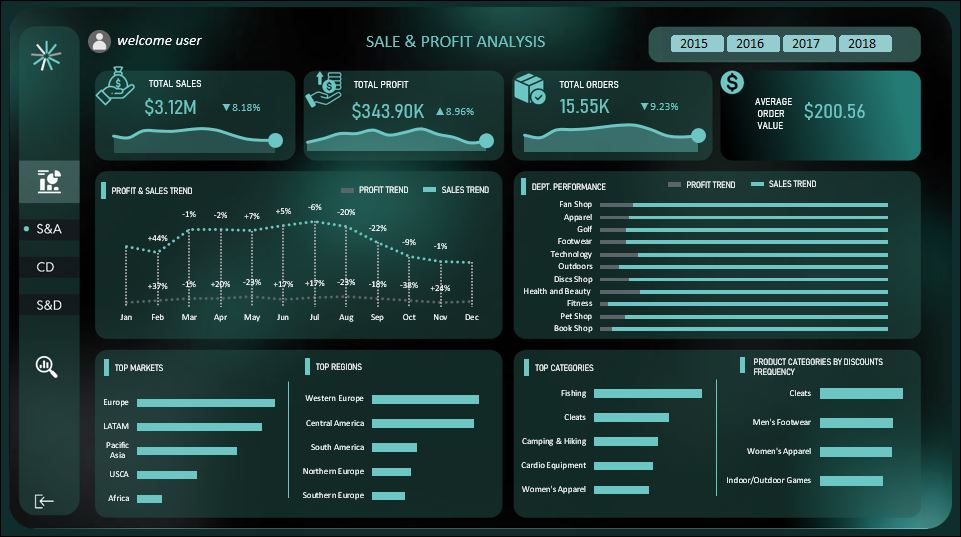 welcome user
SALE & PROFIT ANALYSIS
2015 2016 2017 2018
TOTAL SALES
$3.12M ▼8.18%
TOTAL PROFIT
$343.90K ▲8.96%
TOTAL ORDERS
15.55K ▼9.23%
AVERAGE
ORDER
VALUE
$200.56
S&A
CD
S&D
PROFIT & SALES TREND
PROFIT TREND SALES TREND
+44% -1% -2% +7% +5% -6% -20% -22% -9% -1%
+37% -1% +20% -23% +17% +17% -23% -18% -38% +24%
Jan Feb Mar Apr May Jun Jul Aug Sep Oct Nov Dec
DEPT. PERFORMANCE
PROFIT TREND SALES TREND
Fan Shop
Apparel
Golf
Footwear
Technology
Outdoors
Discs Shop
Health and Beauty
Fitness
Pet Shop
Book Shop
TOP MARKETS
Europe
LATAM
Pacific
Asia
USCA
Africa
TOP REGIONS
Western Europe
Central America
South America
Northern Europe
Southern Europe
TOP CATEGORIES
Fishing
Cleats
Camping & Hiking
Cardio Equipment
Women's Apparel
PRODUCT CATEGORIES BY DISCOUNTS
FREQUENCY
Cleats
Men's Footwear
Women's Apparel
Indoor/Outdoor Games